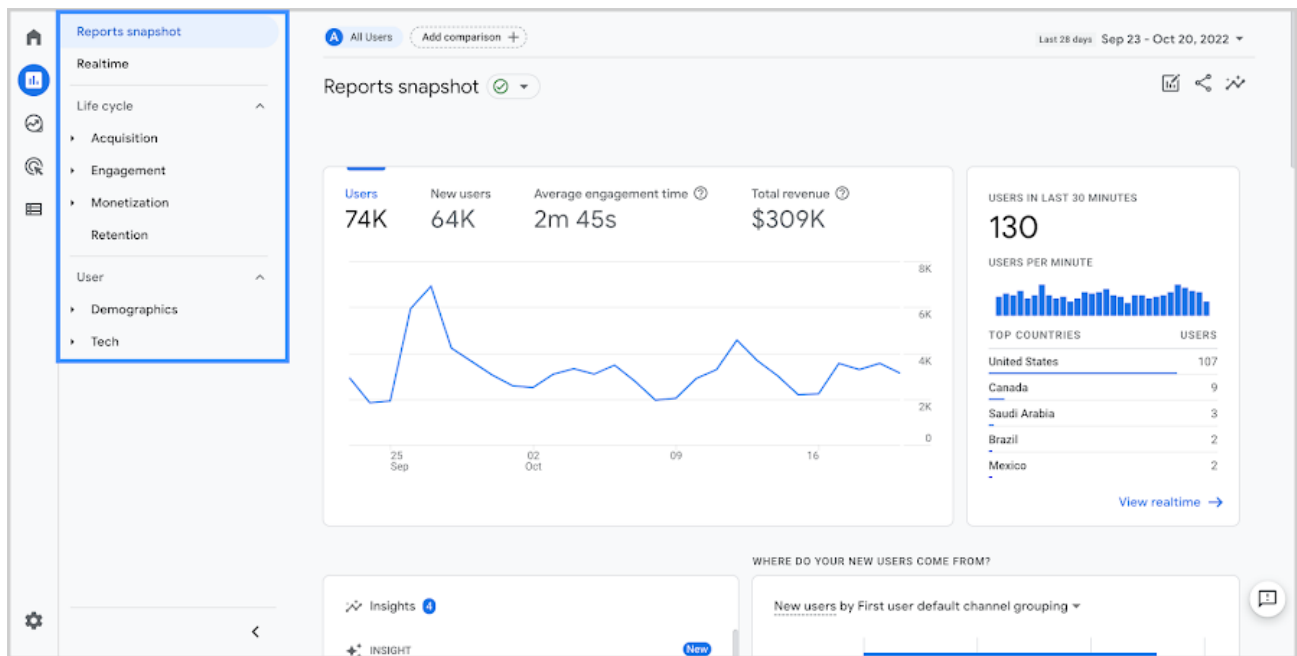 Reports snapshot
Realtime
Life cycle
Acquisition
Engagement
Monetization
Retention
User
Demographics
Tech
A All Users Add comparison +
Last 28 days Sep 23 - Oct 20, 2022
Reports snapshot
Users New users Average engagement time Total revenue
74K 64K 2m 45s $309K
8K
6K
4K
2K
0
25 02 09 16
Sep Oct
USERS IN LAST 30 MINUTES
130
USERS PER MINUTE
TOP COUNTRIES USERS
United States 107
Canada 9
Saudi Arabia 3
Brazil 2
Mexico 2
View realtime
Insights 4
INSIGHT New
WHERE DO YOUR NEW USERS COME FROM?
New users by First user default channel grouping